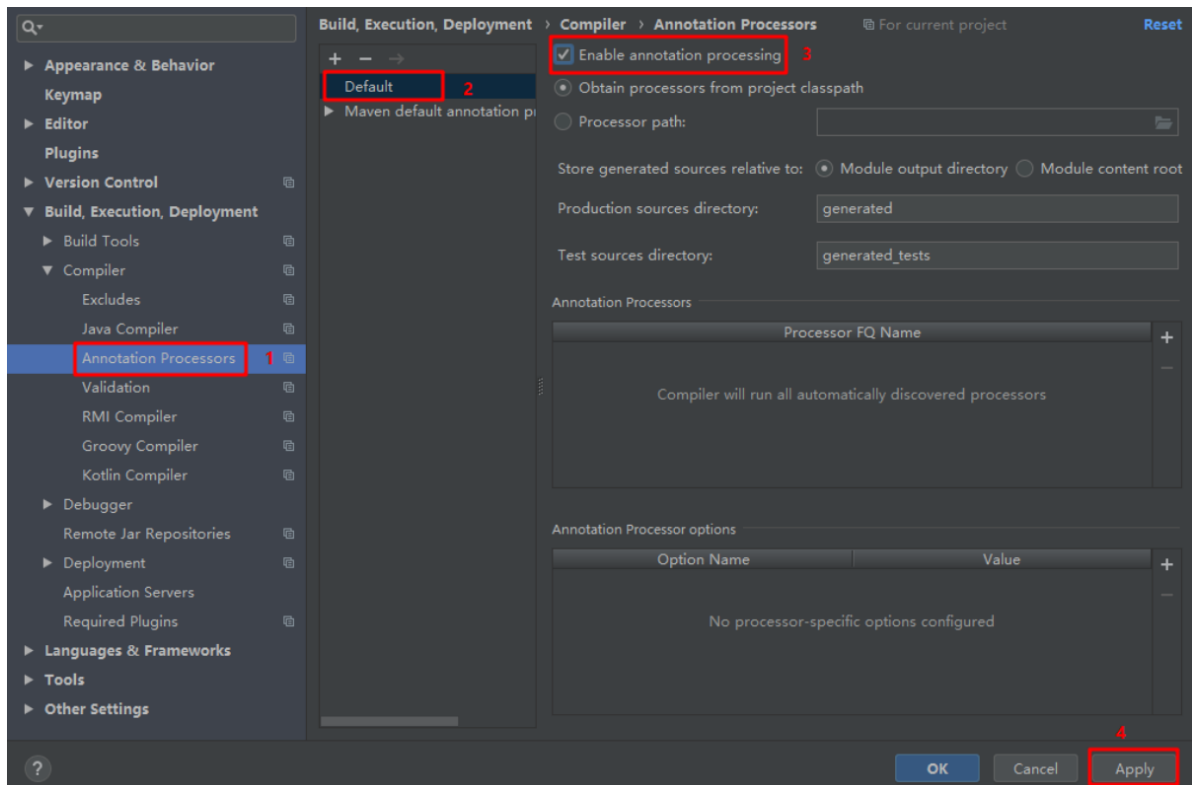 Build, Execution, Deployment › Compiler › Annotation Processors For current project Reset
Appearance & Behavior
Keymap
Editor
Plugins
Version Control
Build, Execution, Deployment
Build Tools
Compiler
Excludes
Java Compiler
Annotation Processors 1
Validation
RMI Compiler
Groovy Compiler
Kotlin Compiler
Debugger
Remote Jar Repositories
Deployment
Application Servers
Required Plugins
Languages & Frameworks
Tools
Other Settings
Default 2
Maven default annotation
Enable annotation processing 3
Obtain processors from project classpath
Processor path:
Store generated sources relative to: Module output directory Module content root
Production sources directory: generated
Test sources directory: generated_tests
Annotation Processors
Processor FQ Name
Compiler will run all automatically discovered processors
Annotation Processor options
Option Name Value
No processor-specific options configured
4
? OK Cancel Apply